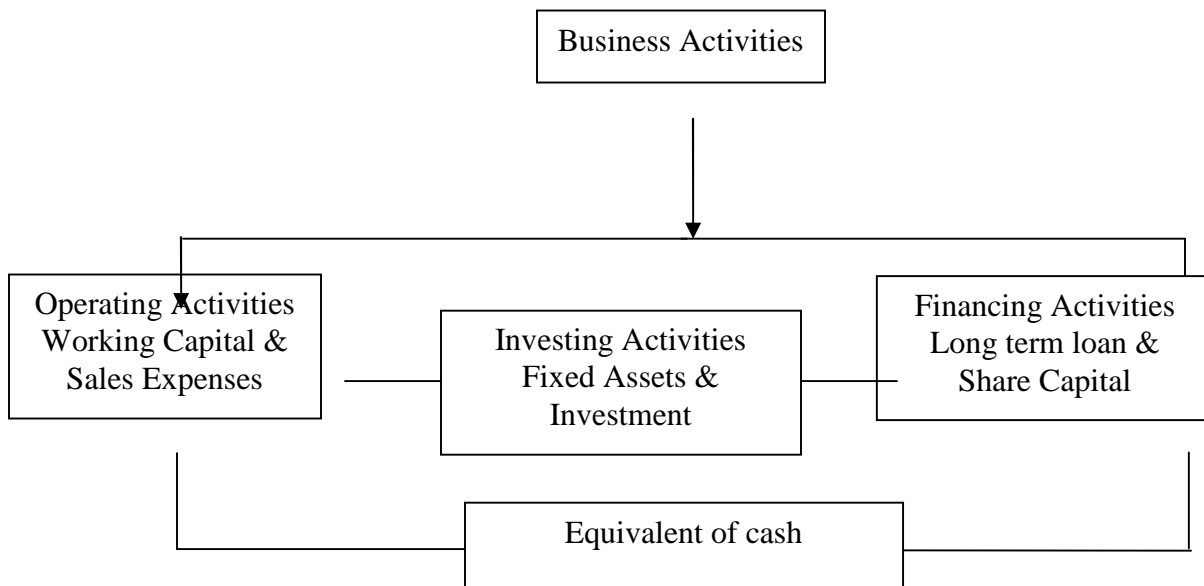 Business Activities
Operating Activities
Working Capital &
Sales Expenses
Investing Activities
Fixed Assets &
Investment
Financing Activities
Long term loan &
Share Capital
Equivalent of cash